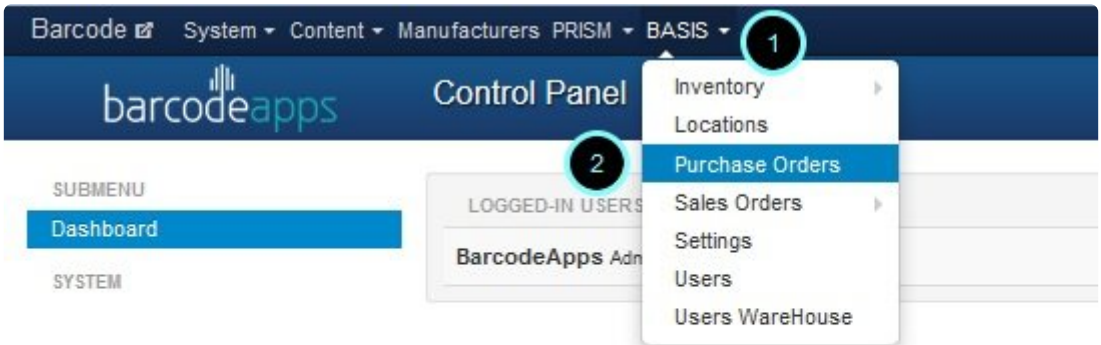 Barcode System Content Manufacturers PRISM BASIS
1
barcodeapps
Control Panel
Inventory
Locations
2
Purchase Orders
SUBMENU
LOGGED-IN USERS
Sales Orders
Dashboard
Settings
BarcodeApps
Users
SYSTEM
Users WareHouse